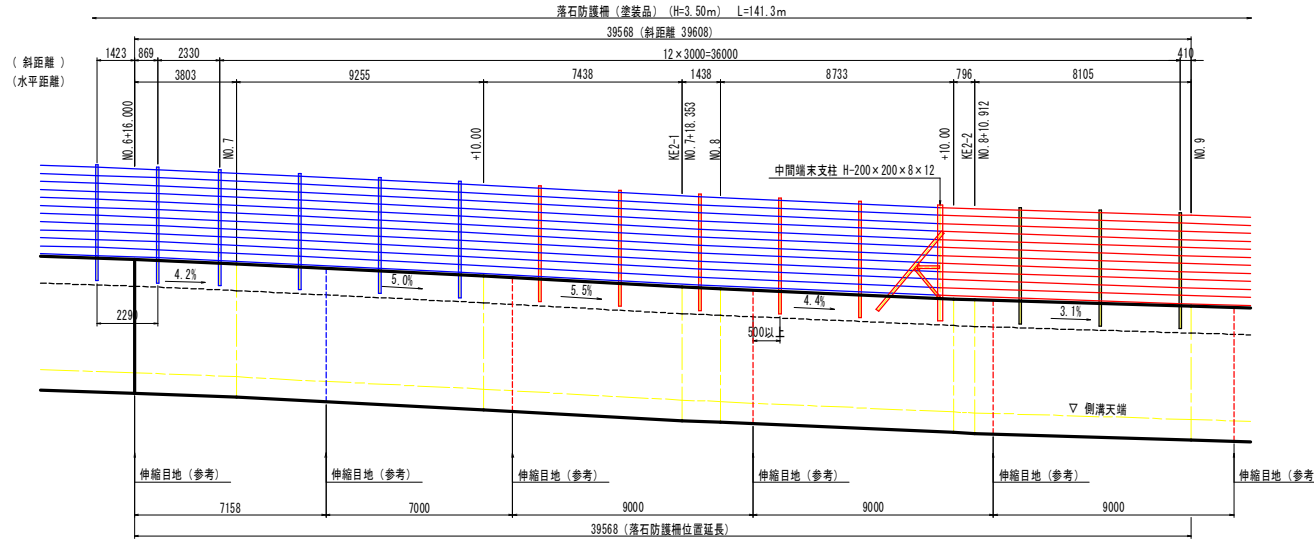 落石防護柵 (塗装品) (H=3.50m) L=141.3m
39568 (斜距離 39608)
( 斜距離 )
1423 869 2330 12×3000=36000 410
(水平距離)
3803 9255 7438 1438 8733 796 8105
NO.6+16.000
NO.7
+10.00
KE2-1
NO.7+18.353
NO.8
+10.00
KE2-2
NO.8+10.912
NO.9
中間端末支柱 H-200×200×8×12
4.2%
5.0%
5.5%
4.4%
3.1%
2290
500以上
▽ 側溝天端
伸縮目地 (参考)
伸縮目地 (参考)
伸縮目地 (参考)
伸縮目地 (参考)
伸縮目地 (参考)
伸縮目地 (参考
7158 7000 9000 9000 9000
39568 (落石防護柵位置延長)